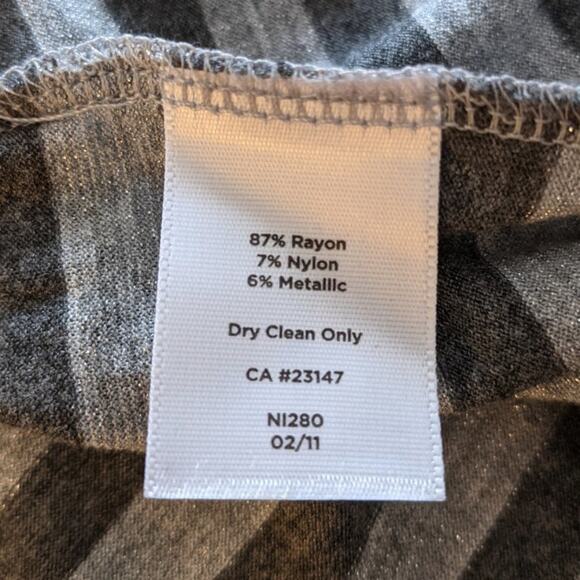 87% Rayon
7% Nylon
6% Metallic
Dry Clean Only
CA #23147
NI280
02/11